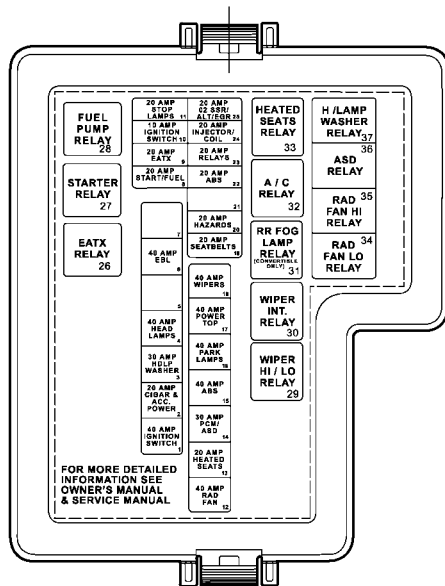 FUEL
PUMP
RELAY
28
STARTER
RELAY
27
EATX
RELAY
26
20 AMP
STOP
LAMPS 11
10 AMP
IGNITION
SWITCH 10
20 AMP
EATX
9
20 AMP
START/FUEL
8
20 AMP
02 SSR/
ALT/EGR 25
20 AMP
INJECTOR/
COIL 24
20 AMP
RELAYS
23
20 AMP
ABS
22
21
20 AMP
HAZARDS
20
20 AMP
SEATBELTS
19
7
40 AMP
EBL
6
5
40 AMP
HEAD
LAMPS
4
30 AMP
HDLP
WASHER
3
20 AMP
CIGAR &
ACC.
POWER
2
40 AMP
IGNITION
SWITCH
1
40 AMP
WIPERS
18
40 AMP
POWER
TOP
17
40 AMP
PARK
LAMPS
16
40 AMP
ABS
15
30 AMP
PCM/
ASD
14
20 AMP
HEATED
SEATS
13
40 AMP
RAD
FAN
12
HEATED
SEATS
RELAY
33
A / C
RELAY
32
RR FOG
LAMP
RELAY
(CONVERTIBLE
ONLY)
31
WIPER
INT.
RELAY
30
WIPER
HI / LO
RELAY
29
H /LAMP
WASHER
RELAY 37
36
ASD
RELAY
35
RAD
FAN HI
RELAY
34
RAD
FAN LO
RELAY
FOR MORE DETAILED
INFORMATION SEE
OWNER'S MANUAL
& SERVICE MANUAL